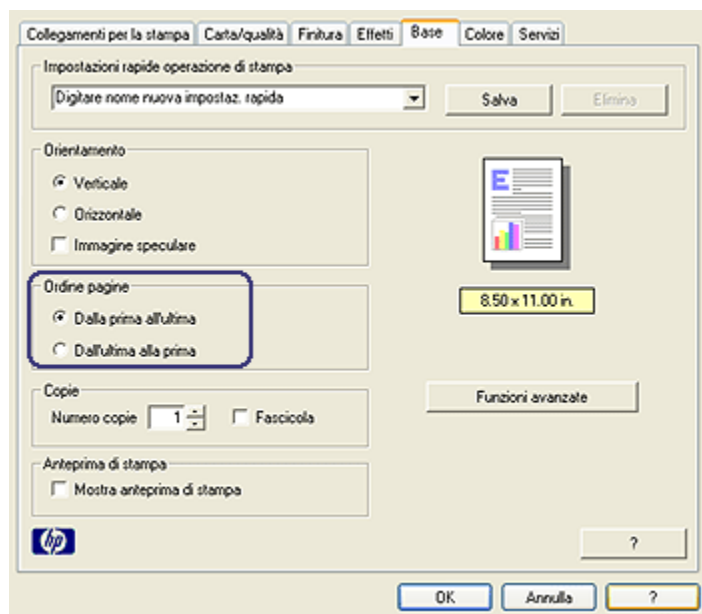 Collegamenti per la stampa Carta/qualità Finitura Effetti Base Colore Servizi
Impostazioni rapide operazione di stampa
Digitare nome nuova impostaz. rapida Salva Elimina
Orientamento
Verticale
Orizzontale
Immagine speculare
E
Ordine pagine
Dalla prima all'ultima
Dall'ultima alla prima
8.50 x 11.00 in.
Copie
Numero copie 1 Fascicola
Funzioni avanzate
Anteprima di stampa
Mostra anteprima di stampa
hp ?
OK Annulla ?